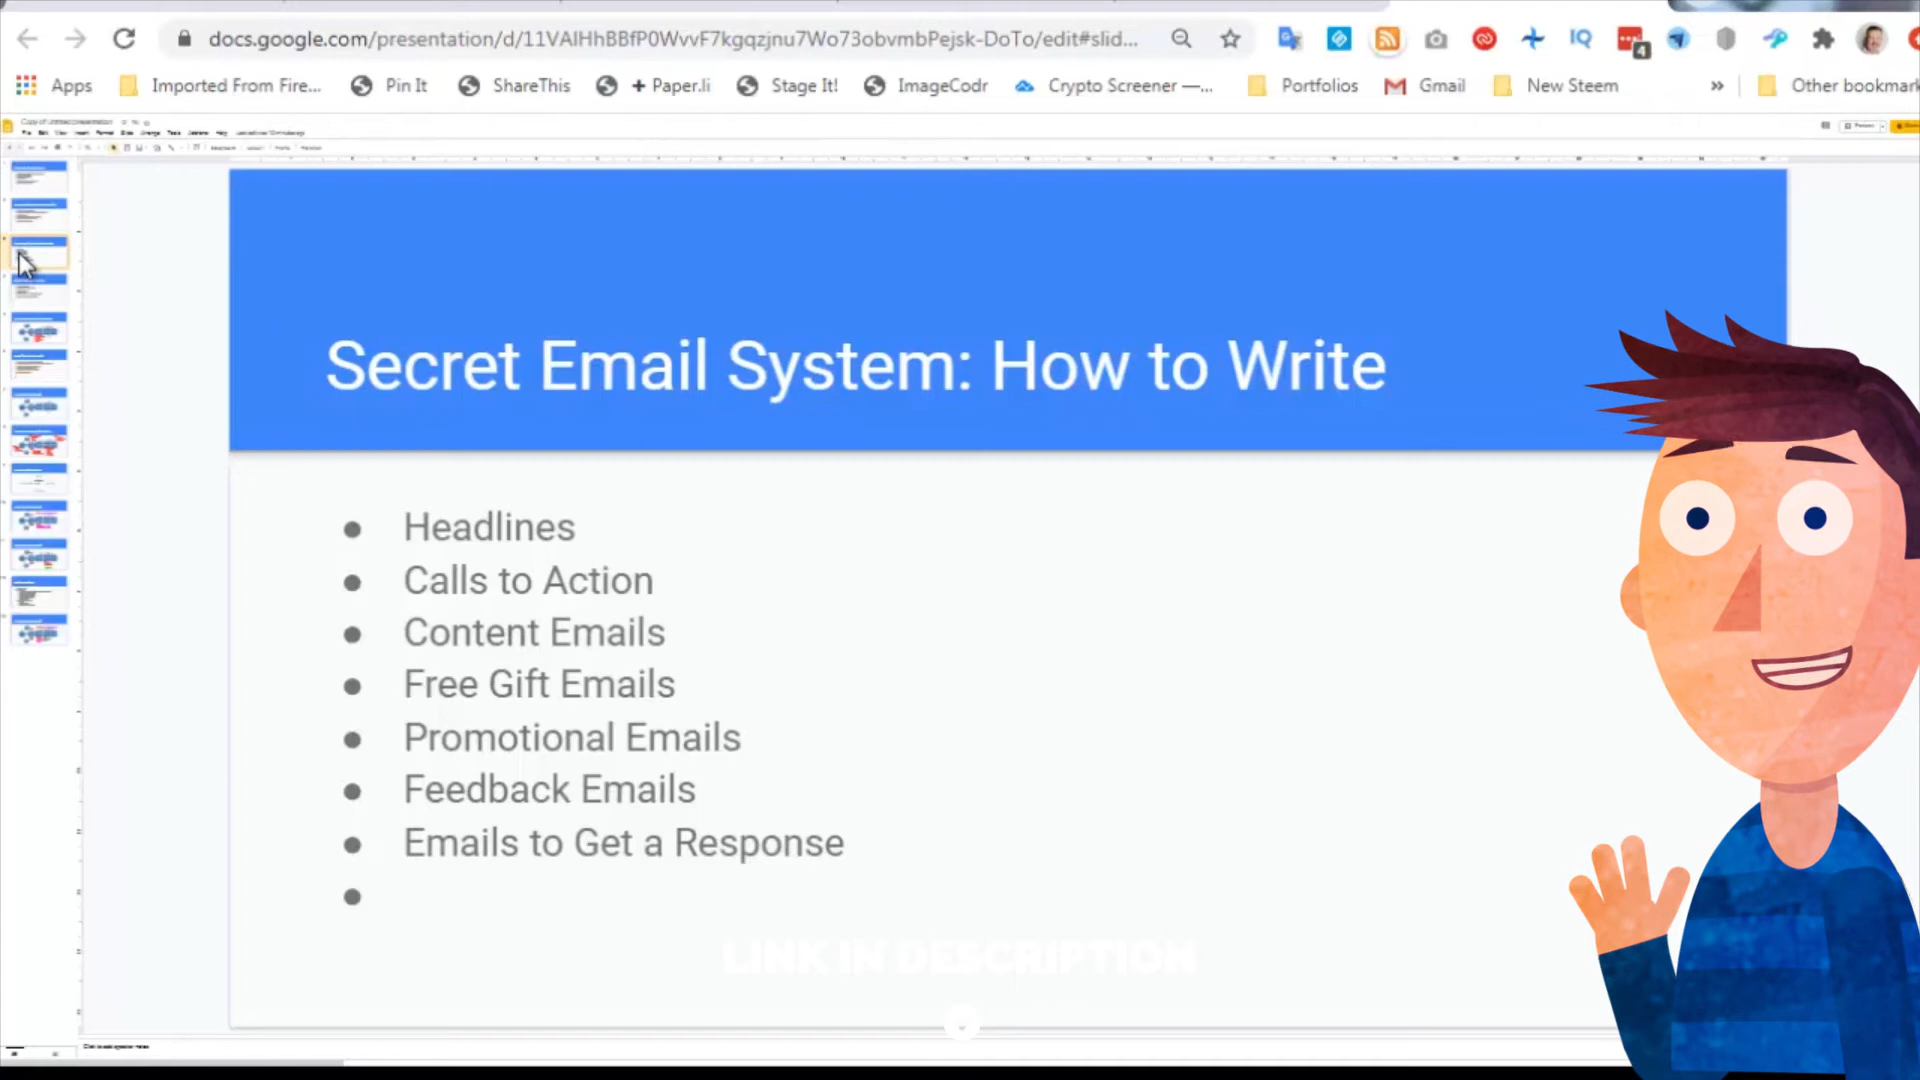 docs.google.com/presentation/d/11VAIHhBBfP0WvvF7kgqzjnu7Wo73obvmbPejsk-DoTo/edit#slid...
IQ
4
Apps Imported From Fire... Pin It ShareThis + Paper.li Stage It! ImageCodr Crypto Screener —... Portfolios Gmail New Steem » Other bookmark
Secret Email System: How to Write
● Headlines
● Calls to Action
● Content Emails
● Free Gift Emails
● Promotional Emails
● Feedback Emails
● Emails to Get a Response
●
LINK IN DESCRIPTION